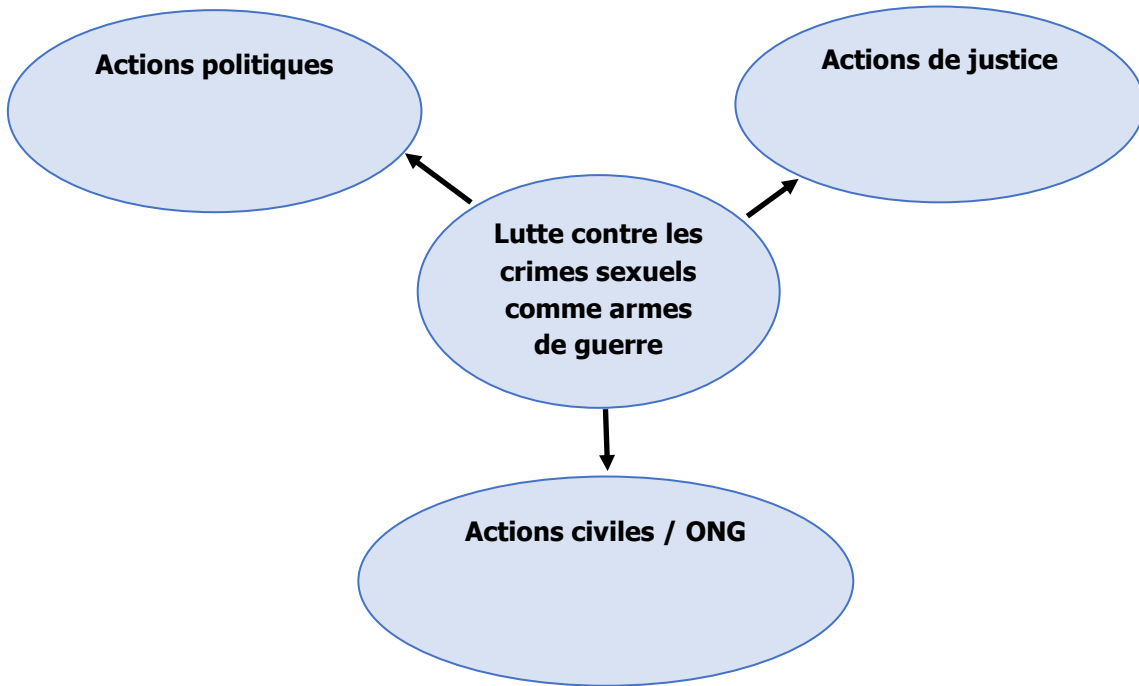 Actions politiques
Actions de justice
Lutte contre les
crimes sexuels
comme armes
de guerre
Actions civiles / ONG